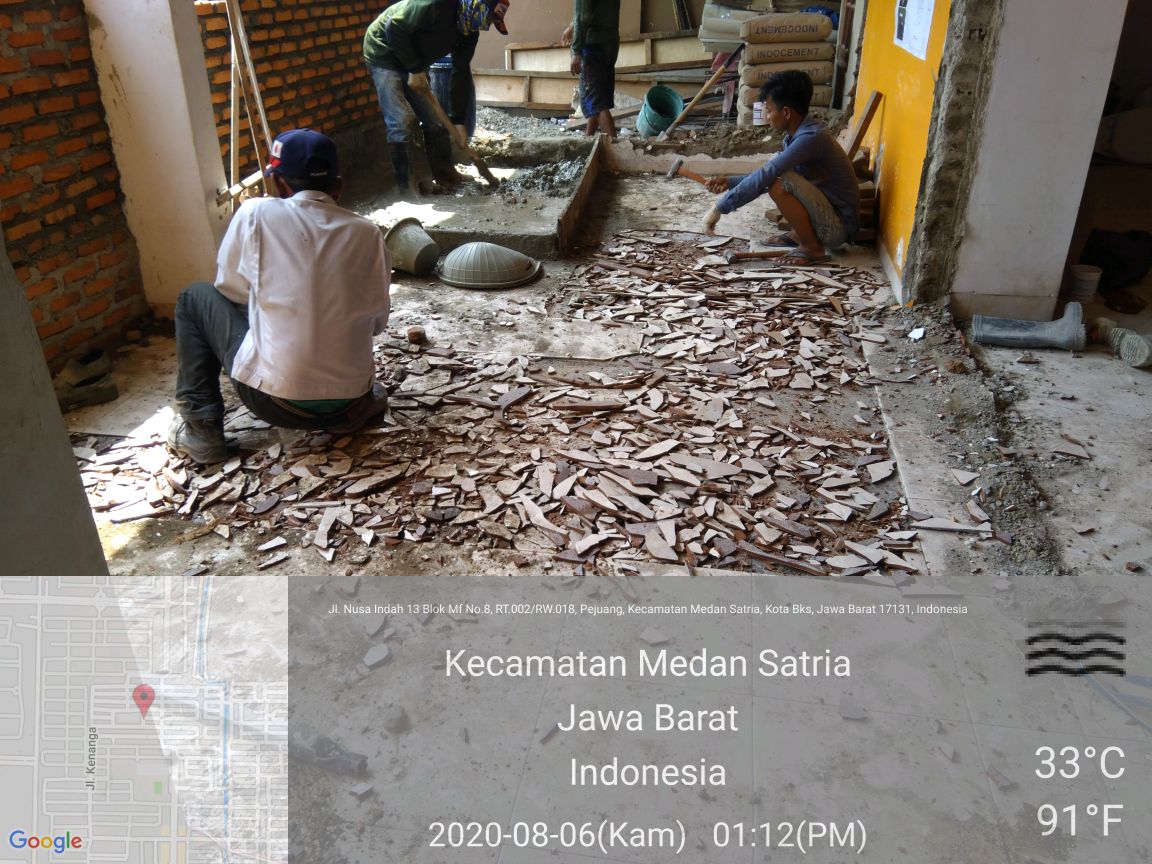 INDOCEMENT
INDOCEMENT
INDOCEMENT
Jl. Nusa Indah 13 Blok Mf No.8, RT.002/RW.018, Pejuang, Kecamatan Medan Satria, Kota Bks, Jawa Barat 17131, Indonesia
Kecamatan Medan Satria
Jawa Barat
Indonesia
33°C
91°F
2020-08-06(Kam) 01:12(PM)
Jl. Kenanga
Google